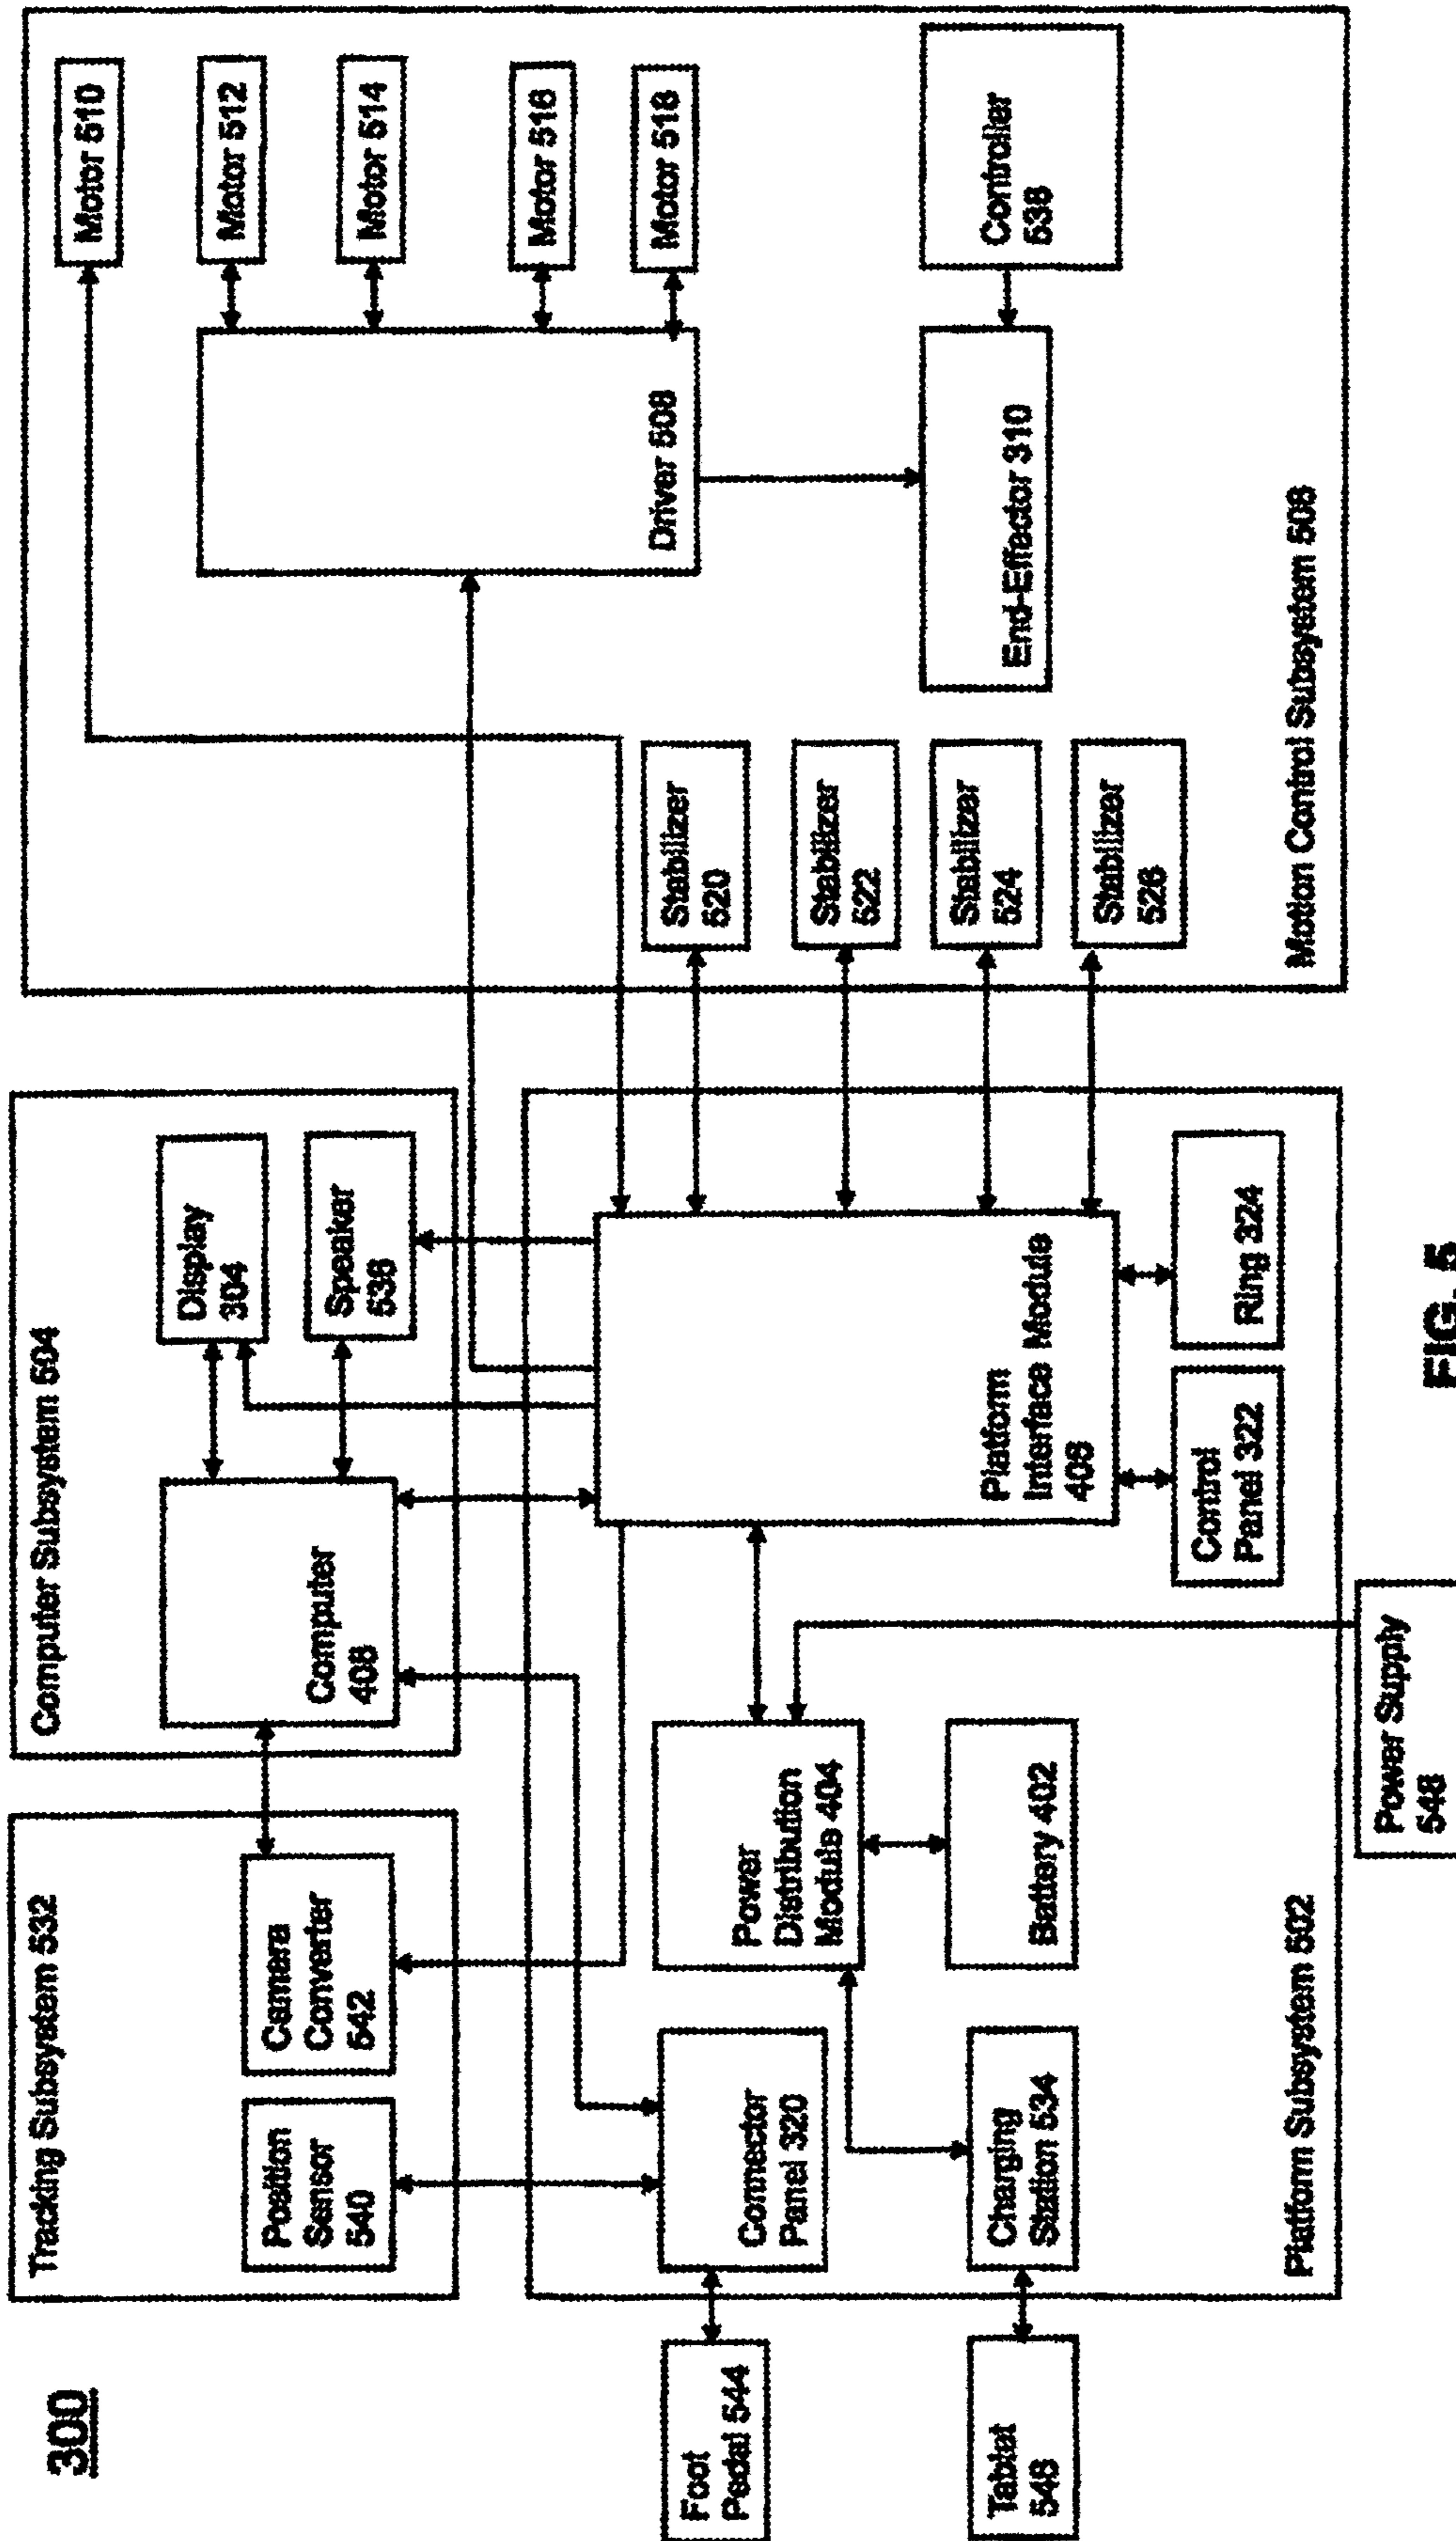 300
Tracking Subsystem 532
Position
Sensor
540
Camera
Converter
542
Computer Subsystem 504
Computer
408
Display
304
Speaker
536
Foot
Pedal 544
Tablet
546
Connector
Panel 320
Charging
Station 534
Power
Distribution
Module 404
Battery 402
Platform
Interface Module
406
Control
Panel 322
Ring 324
Platform Subsystem 502
Power Supply
548
Motor 510
Motor 512
Motor 514
Motor 516
Motor 518
Driver 508
Stabilizer
520
Stabilizer
522
Stabilizer
524
Stabilizer
526
End-Effector 310
Controller
538
Motion Control Subsystem 506
FIG. 5